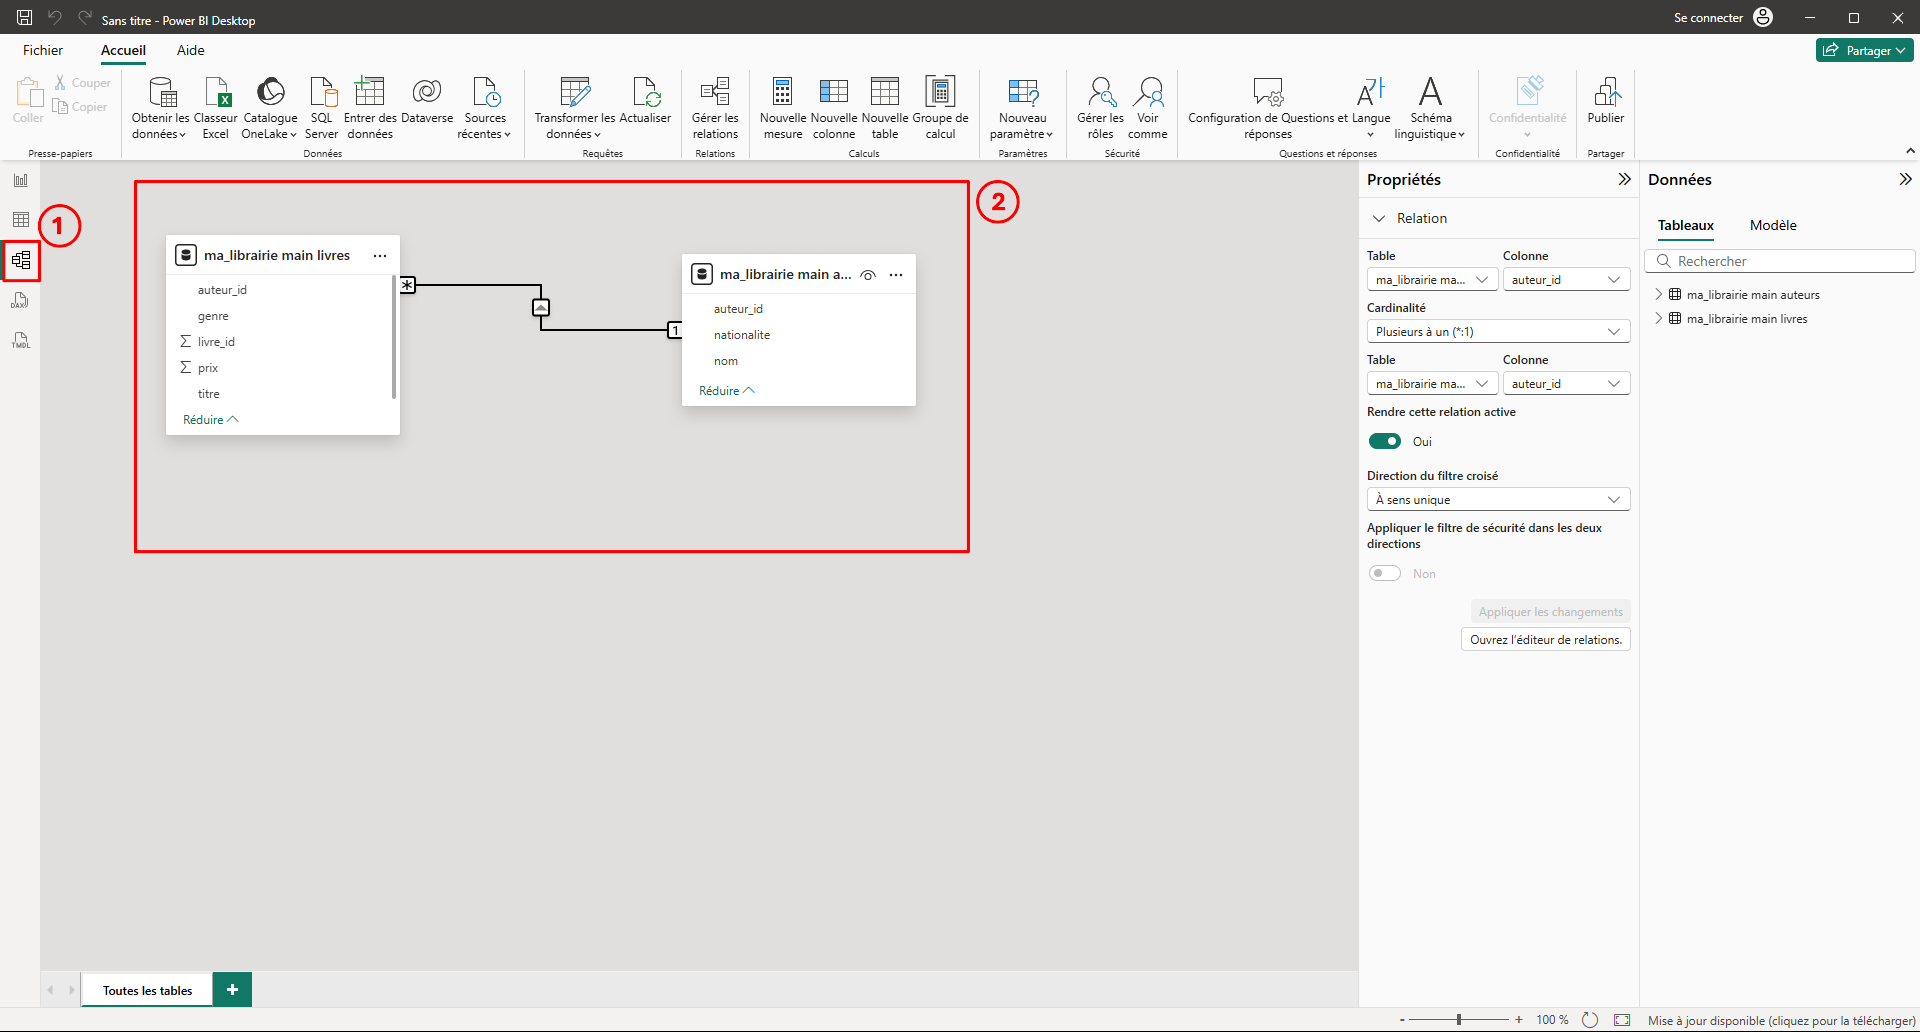 Sans titre - Power BI Desktop
Se connecter
Fichier
Accueil
Aide
Partager
Coller
Couper
Copier
Presse-papiers
Obtenir les données
Classeur Excel
Catalogue OneLake
SQL Server
Entrer des données
Dataverse
Sources récentes
Données
Transformer les données
Actualiser
Requêtes
Gérer les relations
Relations
Nouvelle mesure
Nouvelle colonne
Nouvelle table
Groupe de calcul
Calculs
Nouveau paramètre
Paramètres
Gérer les rôles
Voir comme
Sécurité
Configuration de Questions et réponses
Langue
Schéma linguistique
Questions et réponses
Confidentialité
Confidentialité
Publier
Partager
1
2
DAX
TMDL
ma_librairie main livres
auteur_id
genre
livre_id
prix
titre
Réduire
*
1
ma_librairie main a...
auteur_id
nationalite
nom
Réduire
Propriétés
Relation
Table
Colonne
ma_librairie ma...
auteur_id
Cardinalité
Plusieurs à un (*:1)
Table
Colonne
ma_librairie ma...
auteur_id
Rendre cette relation active
Oui
Direction du filtre croisé
À sens unique
Appliquer le filtre de sécurité dans les deux
directions
Non
Appliquer les changements
Ouvrez l'éditeur de relations.
Données
Tableaux
Modèle
Rechercher
ma_librairie main auteurs
ma_librairie main livres
Toutes les tables
+
- + 100 %
Mise à jour disponible (cliquez pour la télécharger)